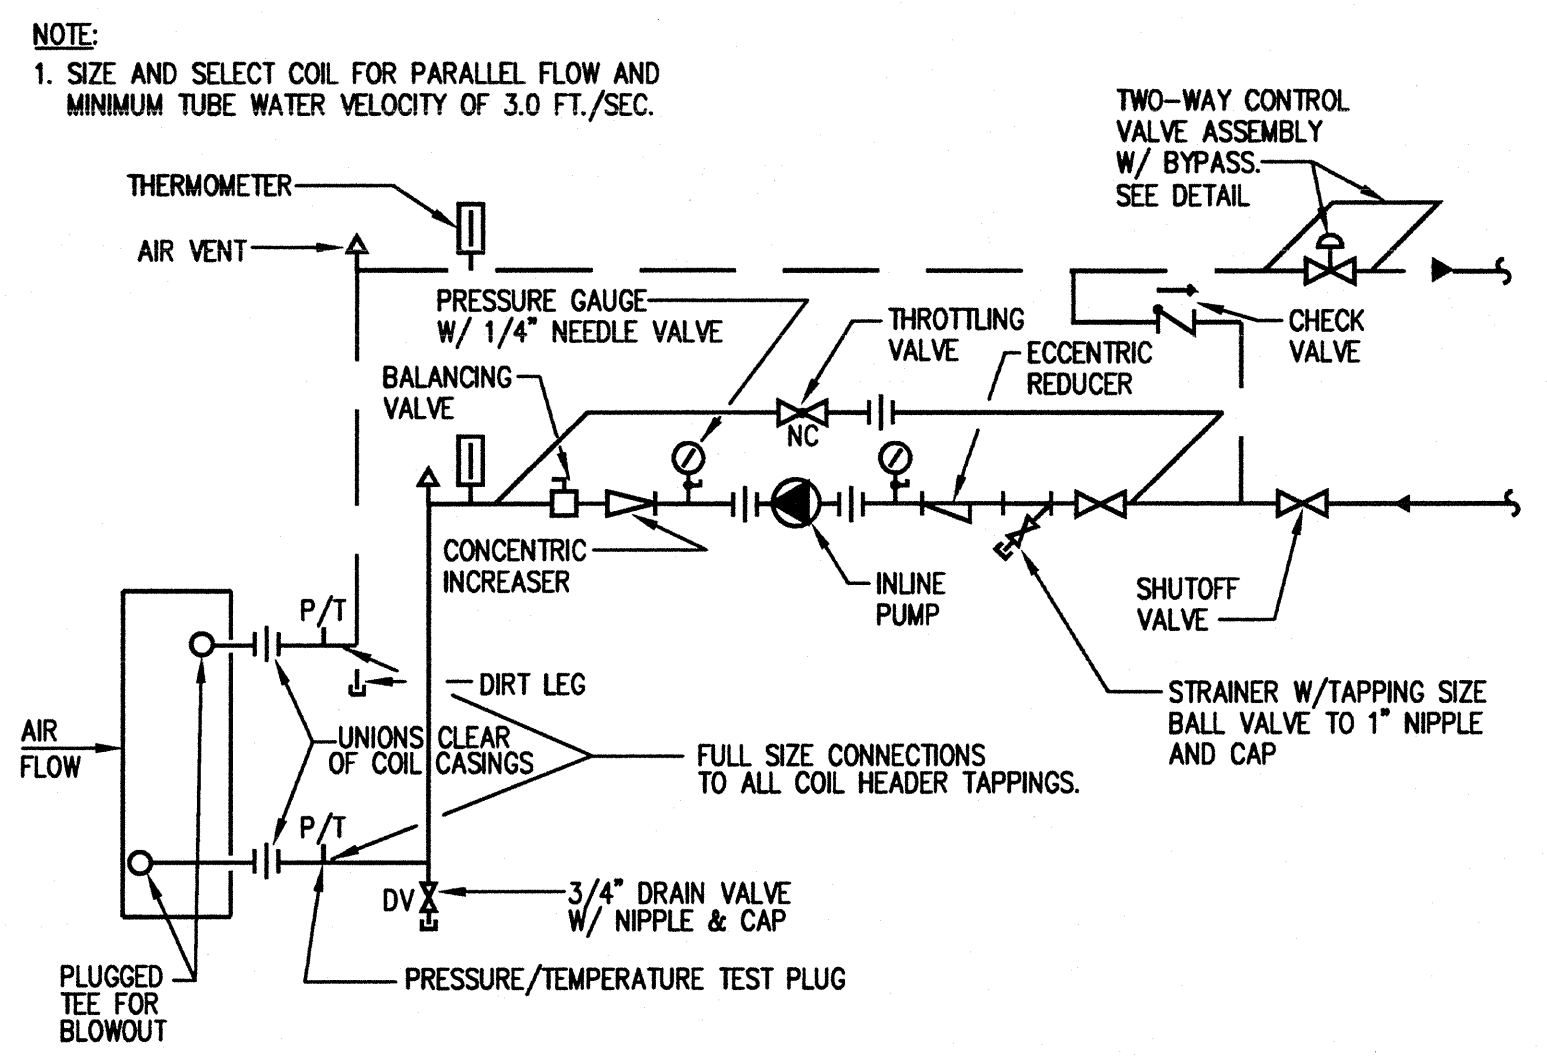 NOTE:
1. SIZE AND SELECT COIL FOR PARALLEL FLOW AND
MINIMUM TUBE WATER VELOCITY OF 3.0 FT./SEC.
TWO-WAY CONTROL
VALVE ASSEMBLY
W/ BYPASS.
SEE DETAIL
THERMOMETER
AIR VENT
PRESSURE GAUGE
W/ 1/4" NEEDLE VALVE
THROTTLING
VALVE
CHECK
VALVE
ECCENTRIC
REDUCER
BALANCING
VALVE
NC
CONCENTRIC
INCREASER
INLINE
PUMP
SHUTOFF
VALVE
P/T
DIRT LEG
STRAINER W/TAPPING SIZE
BALL VALVE TO 1" NIPPLE
AND CAP
AIR
FLOW
UNIONS CLEAR
OF COIL CASINGS
FULL SIZE CONNECTIONS
TO ALL COIL HEADER TAPPINGS.
P/T
DV
3/4" DRAIN VALVE
W/ NIPPLE & CAP
PLUGGED
TEE FOR
BLOWOUT
PRESSURE/TEMPERATURE TEST PLUG